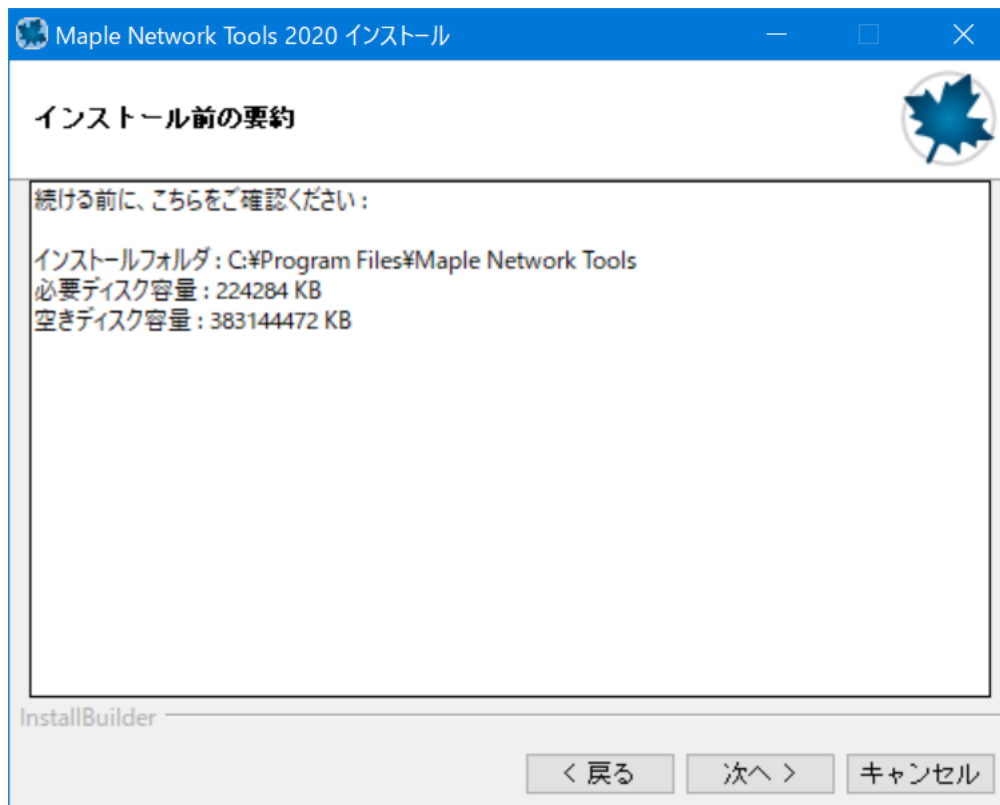 Maple Network Tools 2020 インストール
インストール前の要約
続ける前に、こちらをご確認ください :
インストールフォルダ : C:¥Program Files¥Maple Network Tools
必要ディスク容量 : 224284 KB
空きディスク容量 : 383144472 KB
InstallBuilder
< 戻る
次へ >
キャンセル